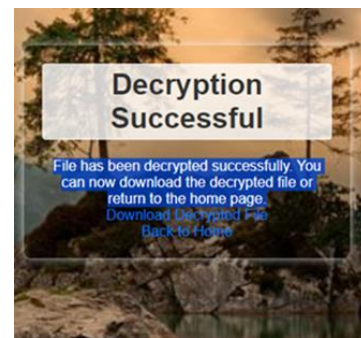 Decryption
Successful
File has been decrypted successfully. You
can now download the decrypted file or
return to the home page.
Download Decrypted File
Back to Home